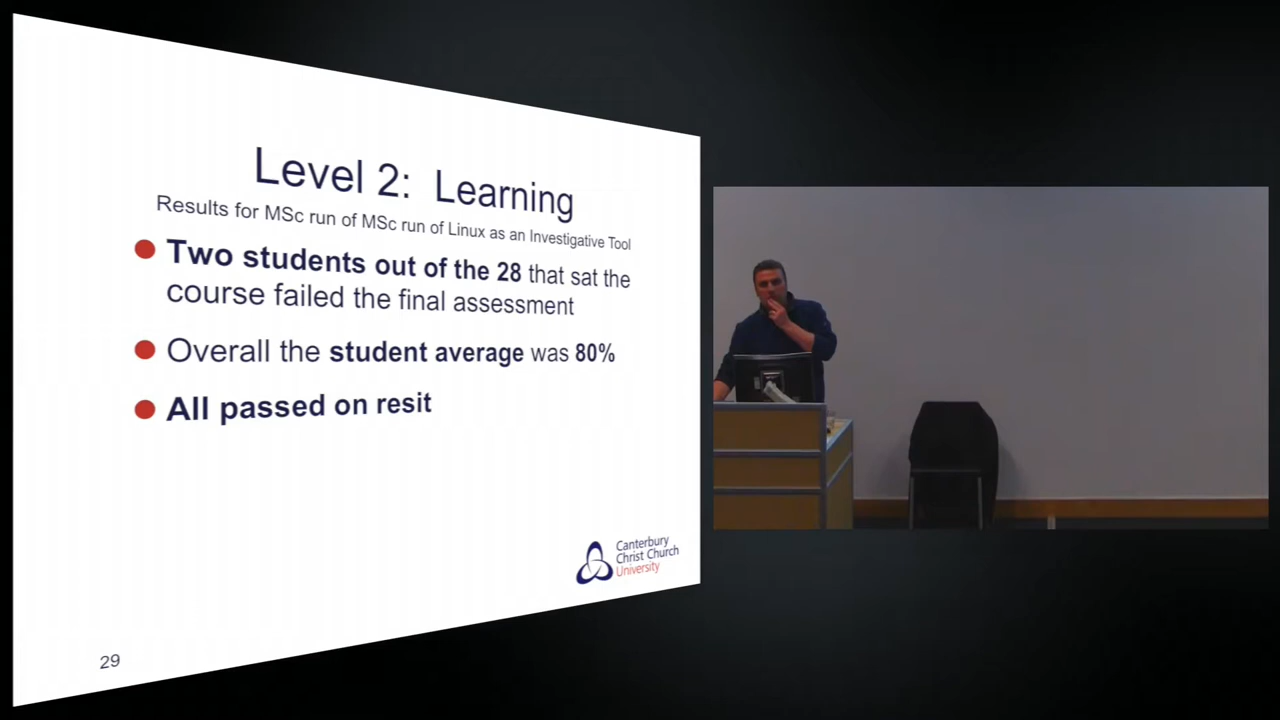 Level 2: Learning
Results for MSc run of MSc run of Linux as an Investigative Tool
Two students out of the 28 that sat the
course failed the final assessment
Overall the student average was 80%
All passed on resit
Canterbury
Christ Church
University
29